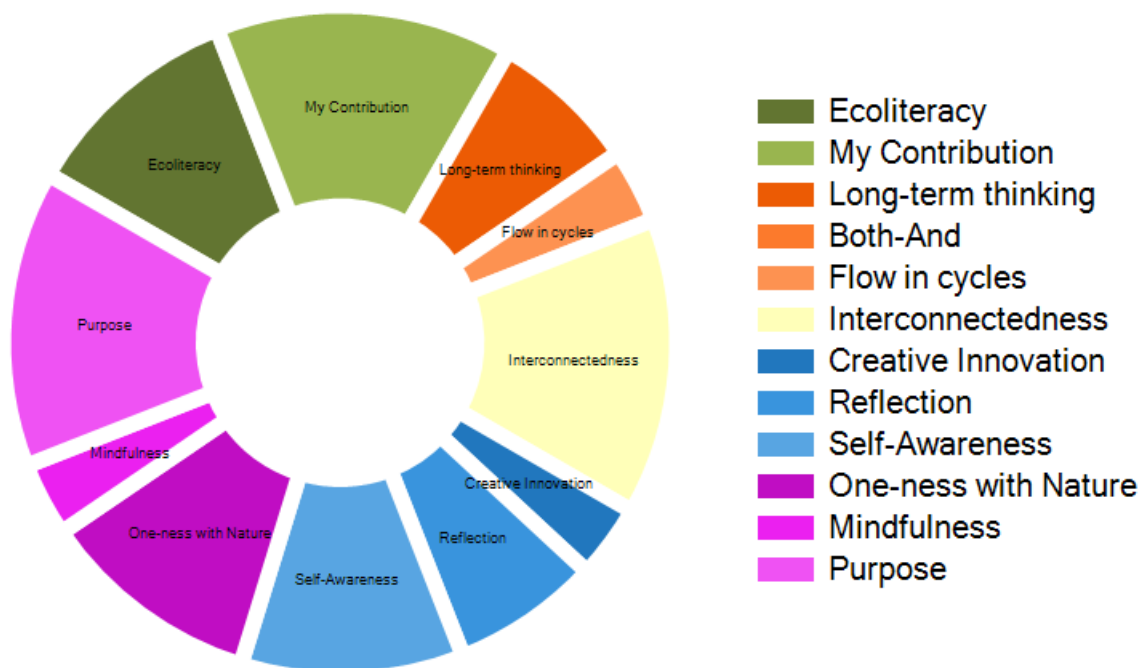 My Contribution
Ecoliteracy
Long-term thinking
Flow in cycles
Purpose
Interconnectedness
Mindfulness
Creative Innovation
One-ness with Nature
Reflection
Self-Awareness
Ecoliteracy
My Contribution
Long-term thinking
Both-And
Flow in cycles
Interconnectedness
Creative Innovation
Reflection
Self-Awareness
One-ness with Nature
Mindfulness
Purpose